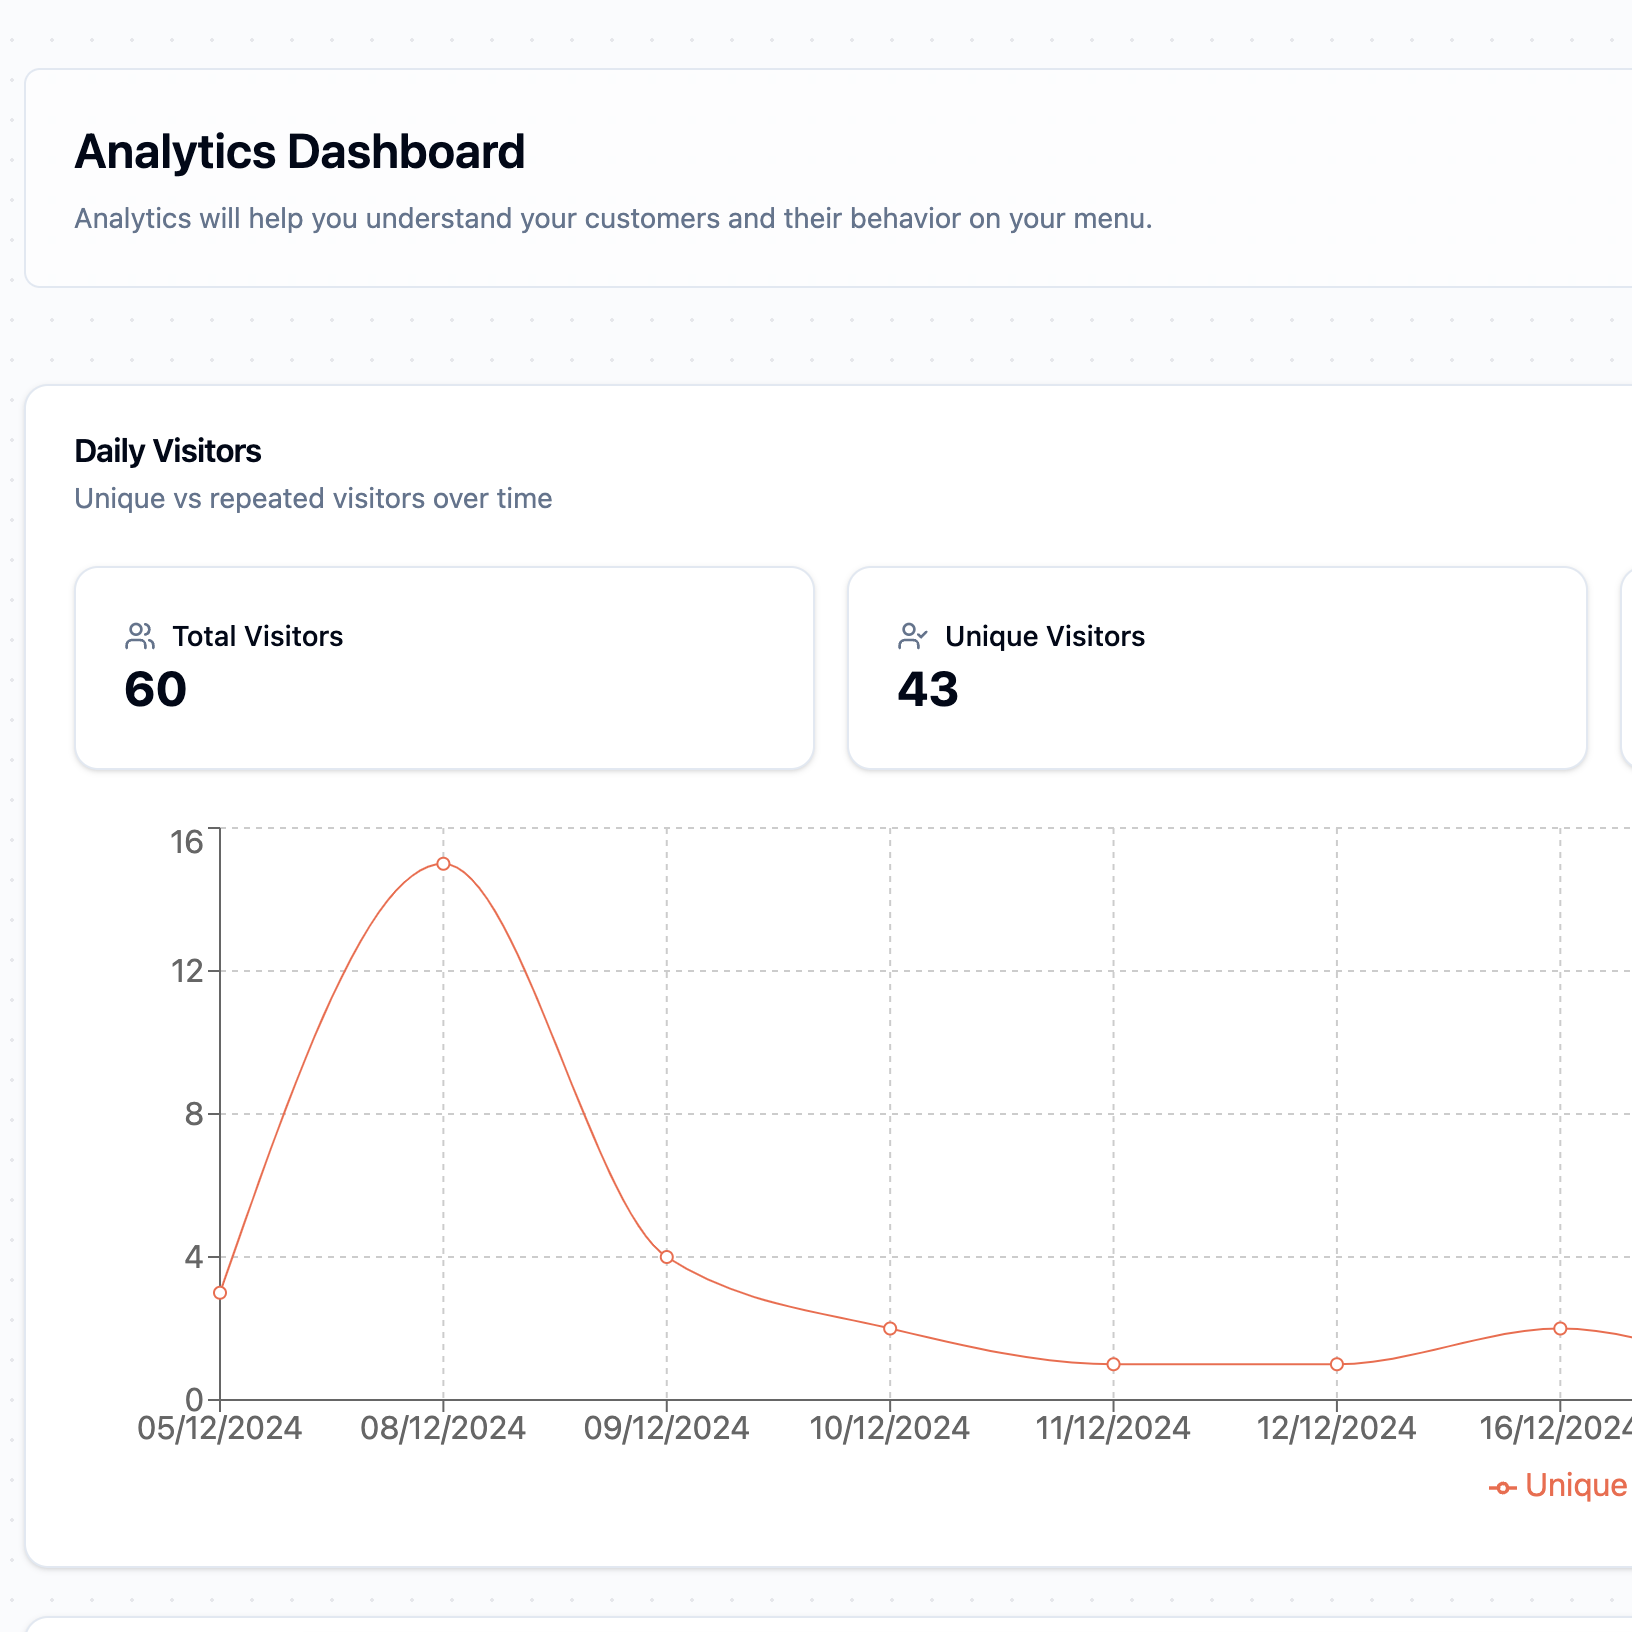 Analytics Dashboard
Analytics will help you understand your customers and their behavior on your menu.
Daily Visitors
Unique vs repeated visitors over time
Total Visitors
60
Unique Visitors
43
16
12
8
4
0
05/12/2024
08/12/2024
09/12/2024
10/12/2024
11/12/2024
12/12/2024
16/12/2024
Unique